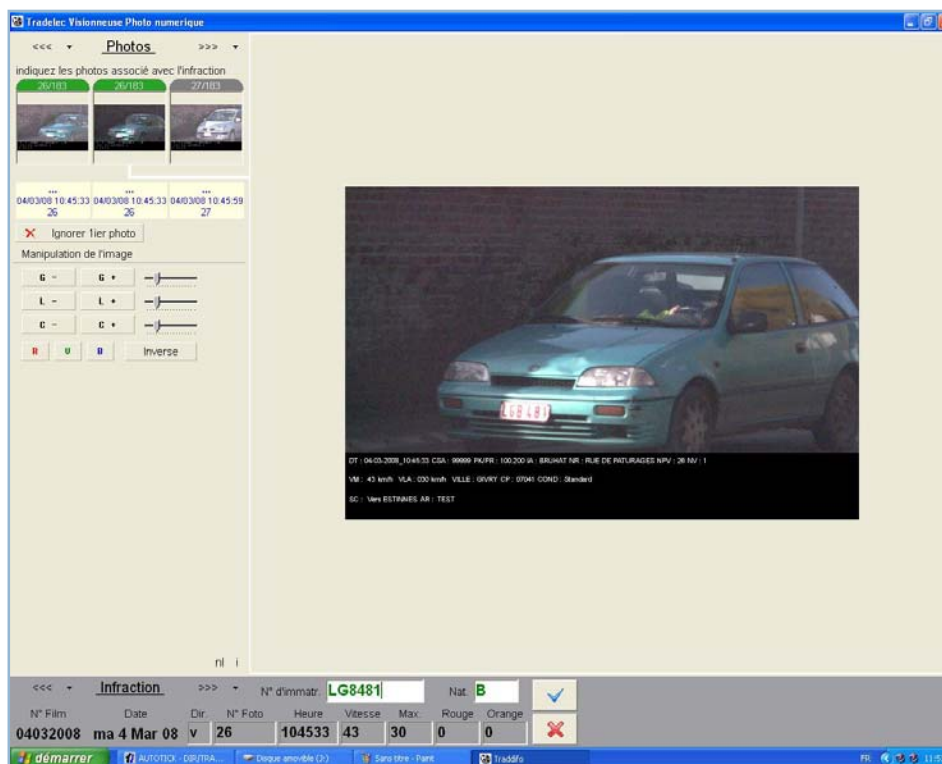 Tradelec Visionneuse Photo numerique
<<< Photos >>>
indiquez les photos associé avec l'infraction
26/183 26/183 27/183
... ... ...
04/03/08 10:45:33 04/03/08 10:45:33 04/03/08 10:45:59
26 26 27
Ignorer 1ier photo
Manipulation de l'image
G - G +
L - L +
C - C +
R U B Inverse
DT : 04-03-2008_10:45:33 CSA : 99999 PK/PR : 100.200 IA : BRUHAT NR : RUE DE PATURAGES NPV : 26 NV : 1
VM : 43 km/h VLA : 030 km/h VILLE : GIVRY CP : 07041 COND : Standard
SC : Vers ESTINNES AR : TEST
nl i
<<< Infraction >>> N° d'immatr. LG8481 Nat. B
N° Film Date Dir. N° Foto Heure Vitesse Max. Rouge Orange
04032008 ma 4 Mar 08 v 26 104533 43 30 0 0
démarrer AUTOTICK - DIR/TRA... Disque amovible (J:) Sans titre - Paint Traddifo FR